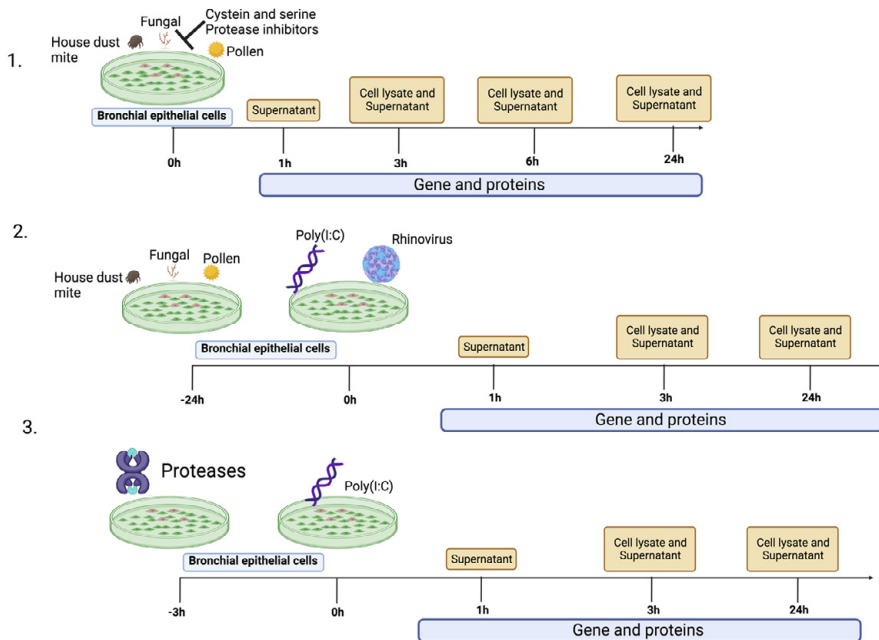 1.
Cystein and serine
Protease inhibitors
Fungal
House dust
mite
Pollen
Bronchial epithelial cells
Supernatant
Cell lysate and
Supernatant
Cell lysate and
Supernatant
Cell lysate and
Supernatant
0h
1h
3h
6h
24h
Gene and proteins
2.
Poly(I:C)
Rhinovirus
Fungal
Pollen
House dust
mite
Bronchial epithelial cells
Supernatant
Cell lysate and
Supernatant
Cell lysate and
Supernatant
-24h
0h
1h
3h
24h
Gene and proteins
3.
Proteases
Poly(I:C)
Bronchial epithelial cells
Supernatant
Cell lysate and
Supernatant
Cell lysate and
Supernatant
-3h
0h
1h
3h
24h
Gene and proteins